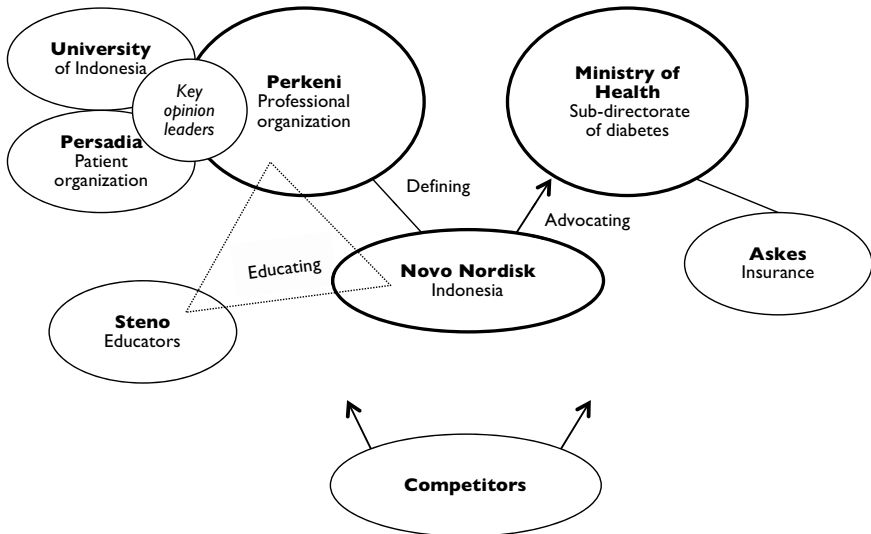 University
of Indonesia
Key
opinion
leaders
Perkeni
Professional
organization
Persadia
Patient
organization
Ministry of
Health
Sub-directorate
of diabetes
Defining
Advocating
Educating
Novo Nordisk
Indonesia
Askes
Insurance
Steno
Educators
Competitors